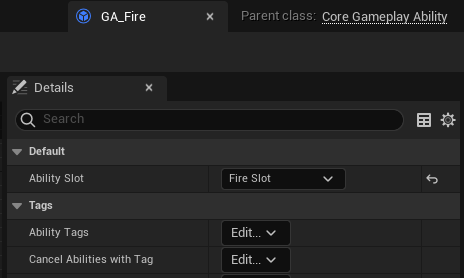 GA_Fire Parent class: Core Gameplay Ability
Details
Search
Default
Ability Slot Fire Slot
Tags
Ability Tags Edit...
Cancel Abilities with Tag Edit...